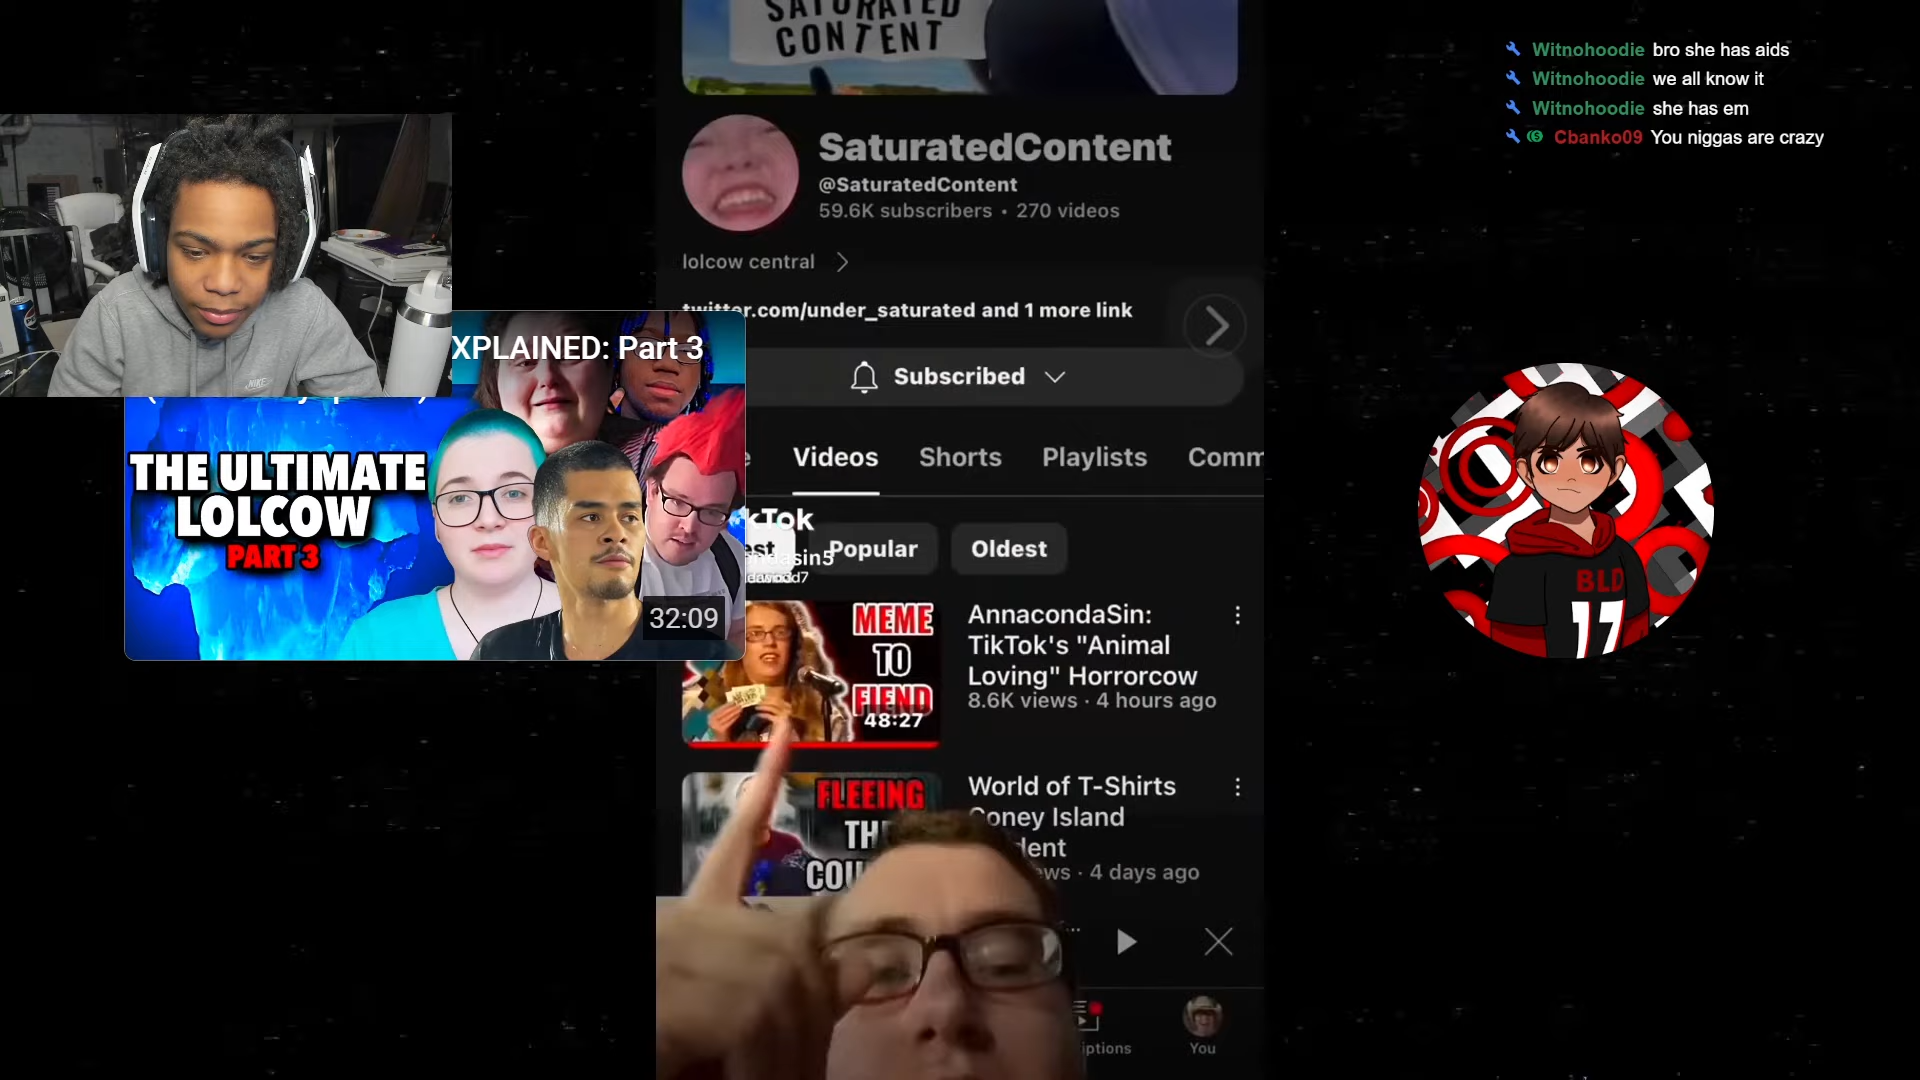 SATURATED
CONTENT
SaturatedContent
@SaturatedContent
59.6K subscribers • 270 videos
lolcow central
twitter.com/under_saturated and 1 more link
Subscribed
Videos Shorts Playlists Comm
Popular Oldest
MEME
TO
FIEND
48:27
AnnacondaSin:
TikTok's "Animal
Loving" Horrorcow
8.6K views · 4 hours ago
FLEEING
World of T-Shirts
Coney Island
4 days ago
You
XPLAINED: Part 3
THE ULTIMATE
LOLCOW
PART 3
32:09
NIKE
Witnohoodie bro she has aids
Witnohoodie we all know it
Witnohoodie she has em
Cbanko09 You niggas are crazy
BLD
17